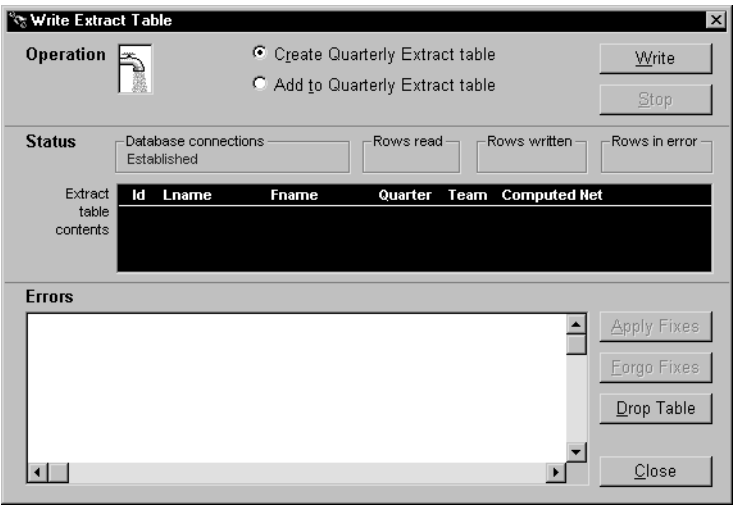 Write Extract Table
Operation
Create Quarterly Extract table
Add to Quarterly Extract table
Write
Stop
Status
Database connections
Established
Rows read
Rows written
Rows in error
Extract
table
contents
Id Lname Fname Quarter Team Computed Net
Errors
Apply Fixes
Forgo Fixes
Drop Table
Close